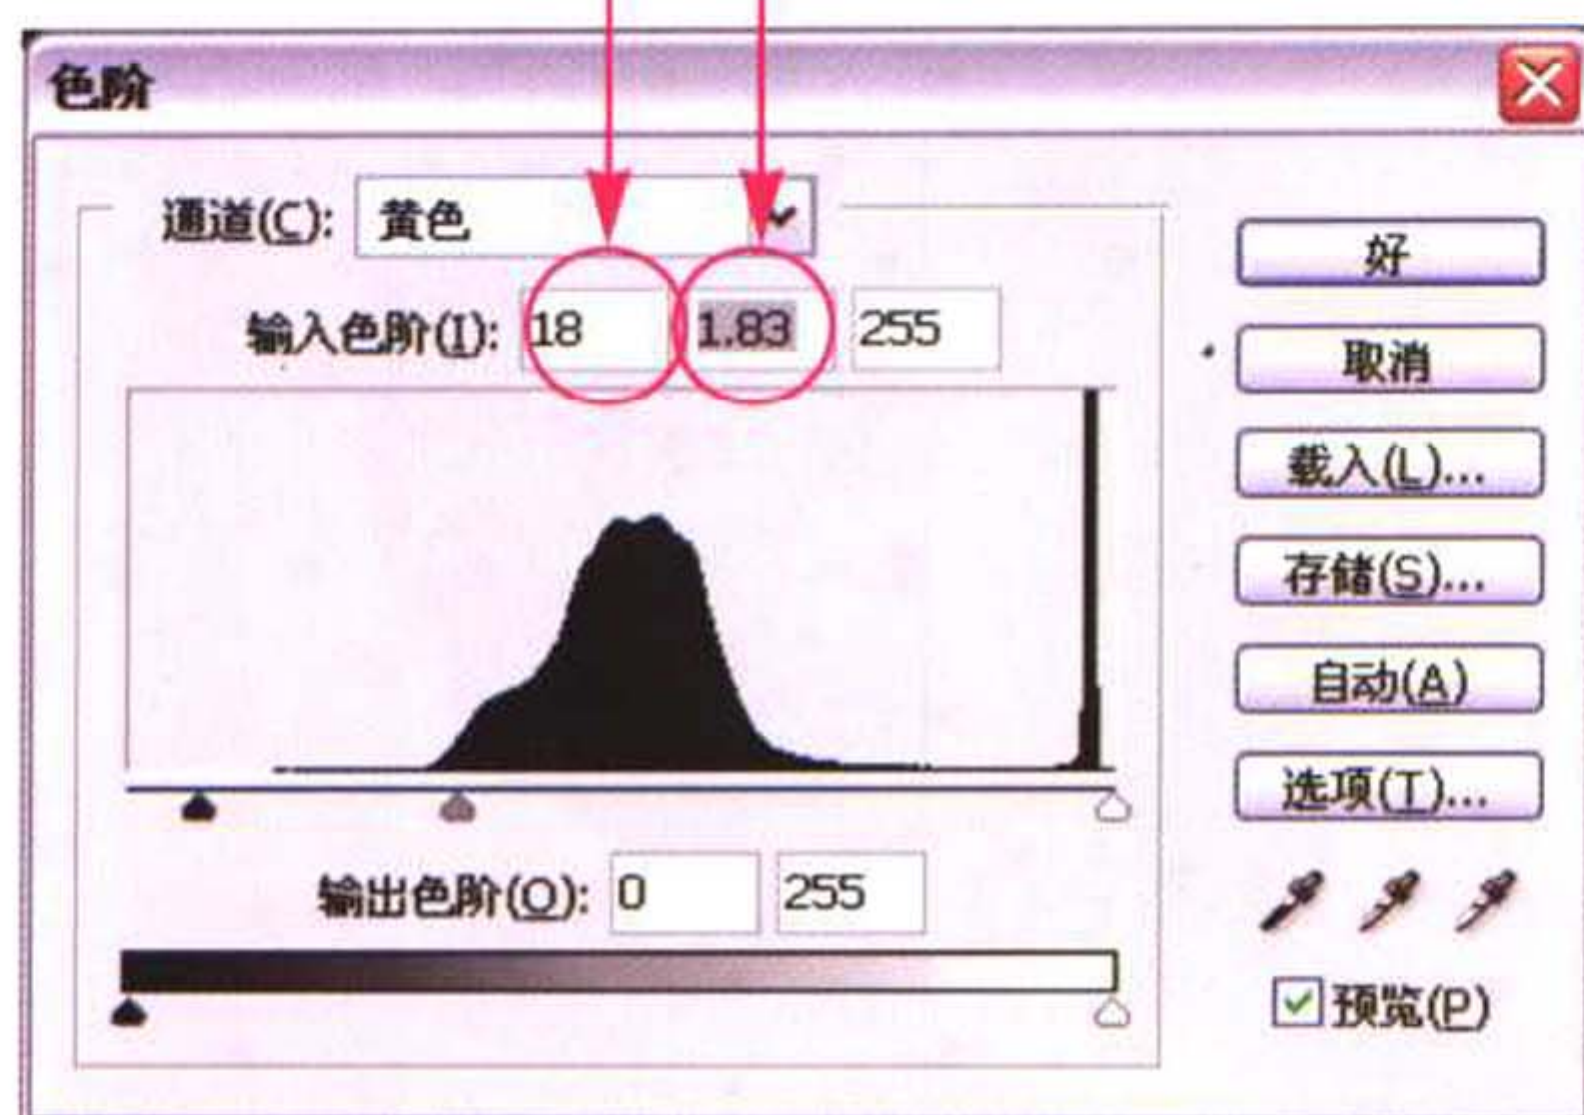 色阶
通道(C): 黄色
输入色阶(I): 18 1.83 255
输出色阶(O): 0 255
好
取消
载入(L)...
存储(S)...
自动(A)
选项(T)...
预览(P)